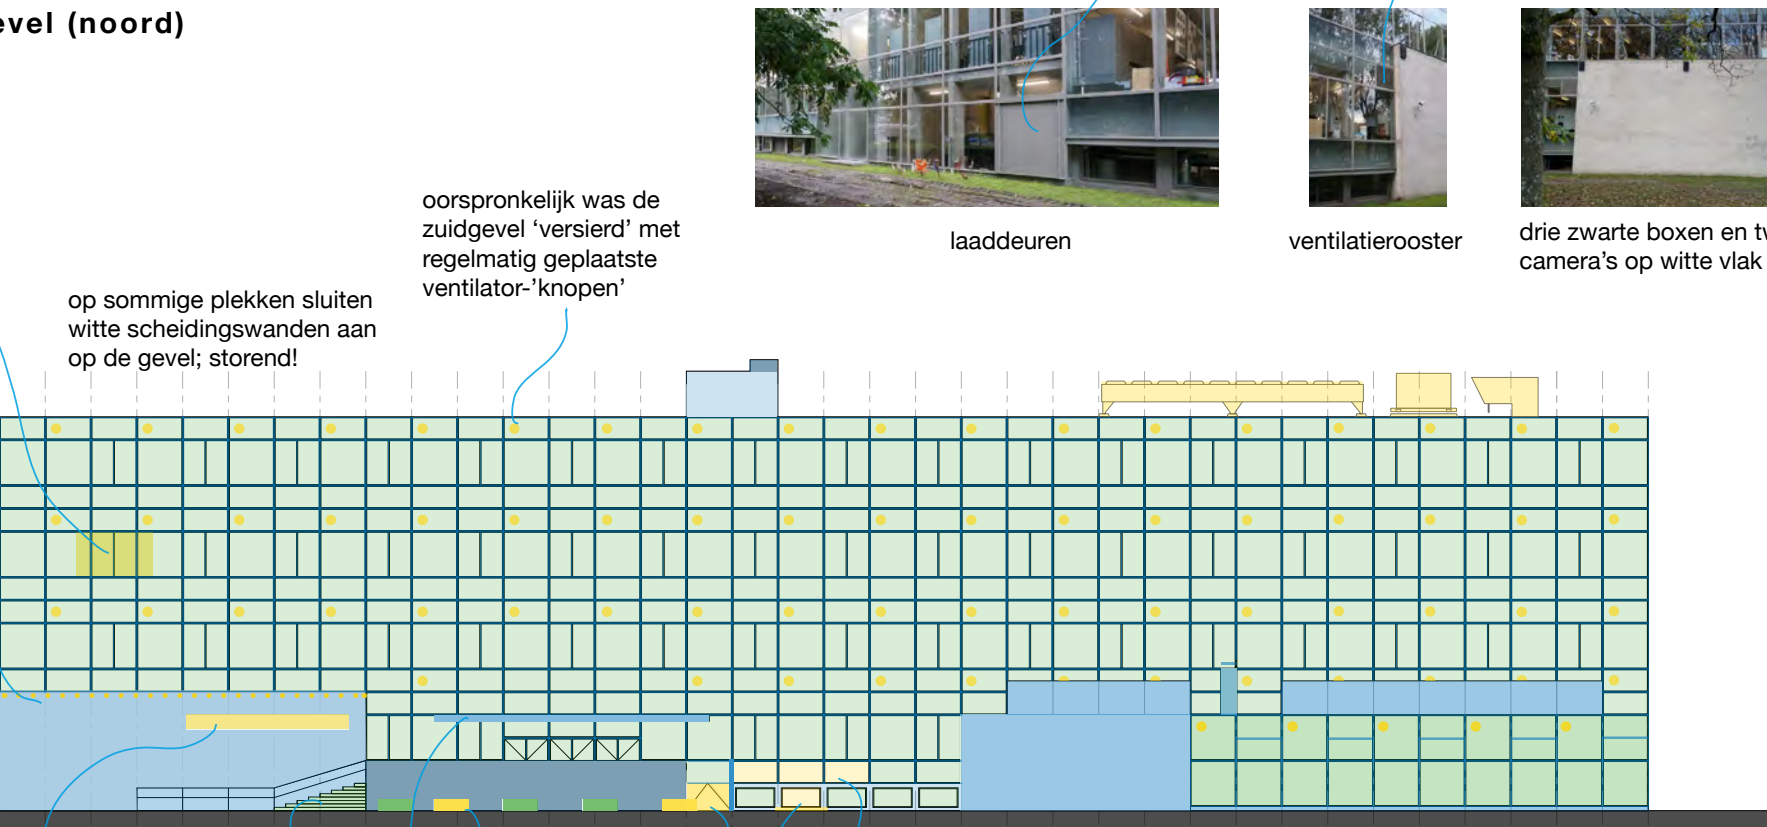 (noord)
oorspronkelijk was de
zuidgevel ‘versierd’ met
regelmatig geplaatste
ventilator-’knopen’
op sommige plekken sluiten
witte scheidingswanden aan
op de gevel; storend!
laaddeuren
ventilatierooster
drie zwarte boxen en
camera’s op witte vlak